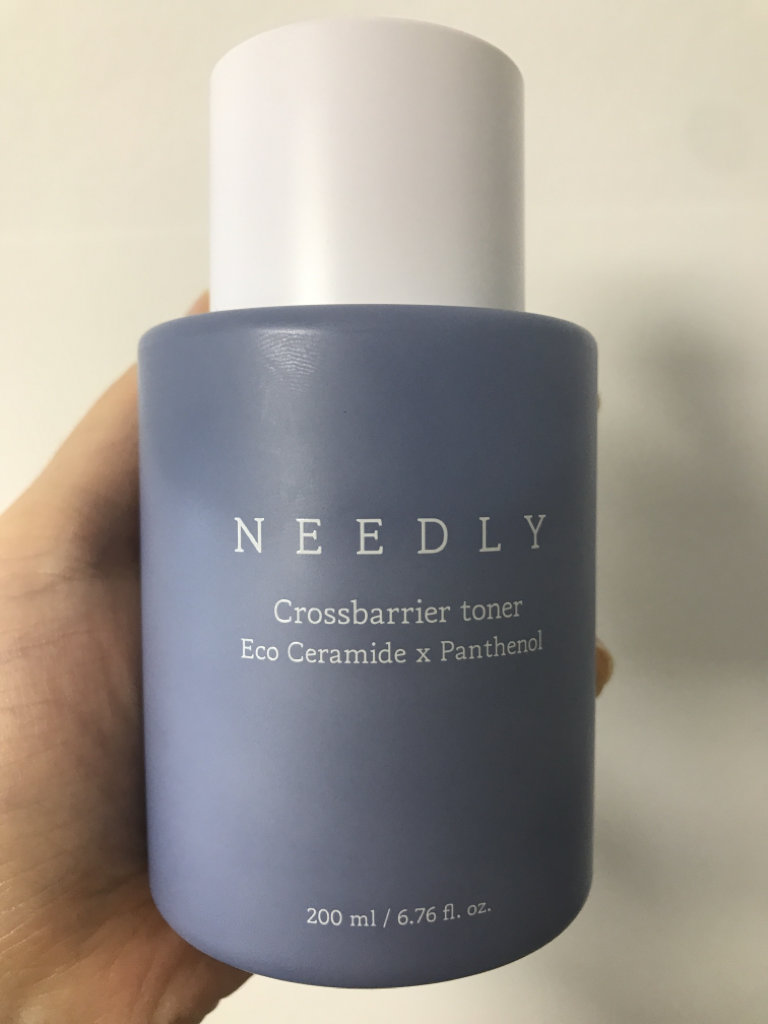 NEEDLY
Crossbarrier toner
Eco Ceramide x Panthenol
200 ml / 6.76 fl. oz.